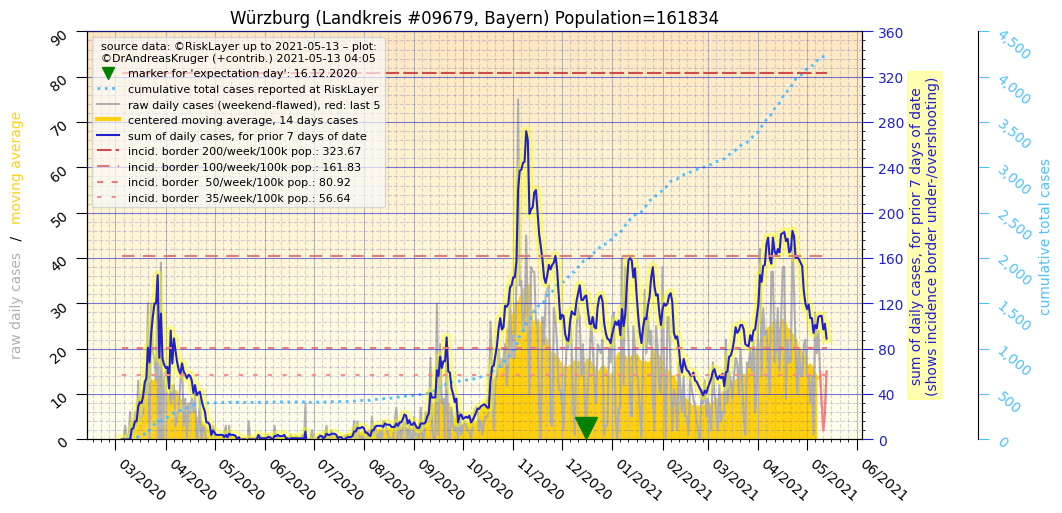 Würzburg (Landkreis #09679, Bayern) Population=161834
source data: ©RiskLayer up to 2021-05-13 – plot:
©DrAndreasKruger (+contrib.) 2021-05-13 04:05
marker for 'expectation day': 16.12.2020
cumulative total cases reported at RiskLayer
raw daily cases (weekend-flawed), red: last 5
centered moving average, 14 days cases
sum of daily cases, for prior 7 days of date
incid. border 200/week/100k pop.: 323.67
incid. border 100/week/100k pop.: 161.83
incid. border  50/week/100k pop.: 80.92
incid. border  35/week/100k pop.: 56.64
raw daily cases   /   moving average
90
80
70
60
50
40
30
20
10
0
03/2020
04/2020
05/2020
06/2020
07/2020
08/2020
09/2020
10/2020
11/2020
12/2020
01/2021
02/2021
03/2021
04/2021
05/2021
06/2021
360
320
280
240
200
160
120
80
40
0
sum of daily cases, for prior 7 days of date
(shows incidence border under-/overshooting)
4,500
4,000
3,500
3,000
2,500
2,000
1,500
1,000
500
0
cumulative total cases